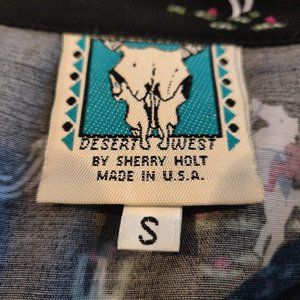 DESERT WEST
BY SHERRY HOLT
MADE IN U.S.A.
S